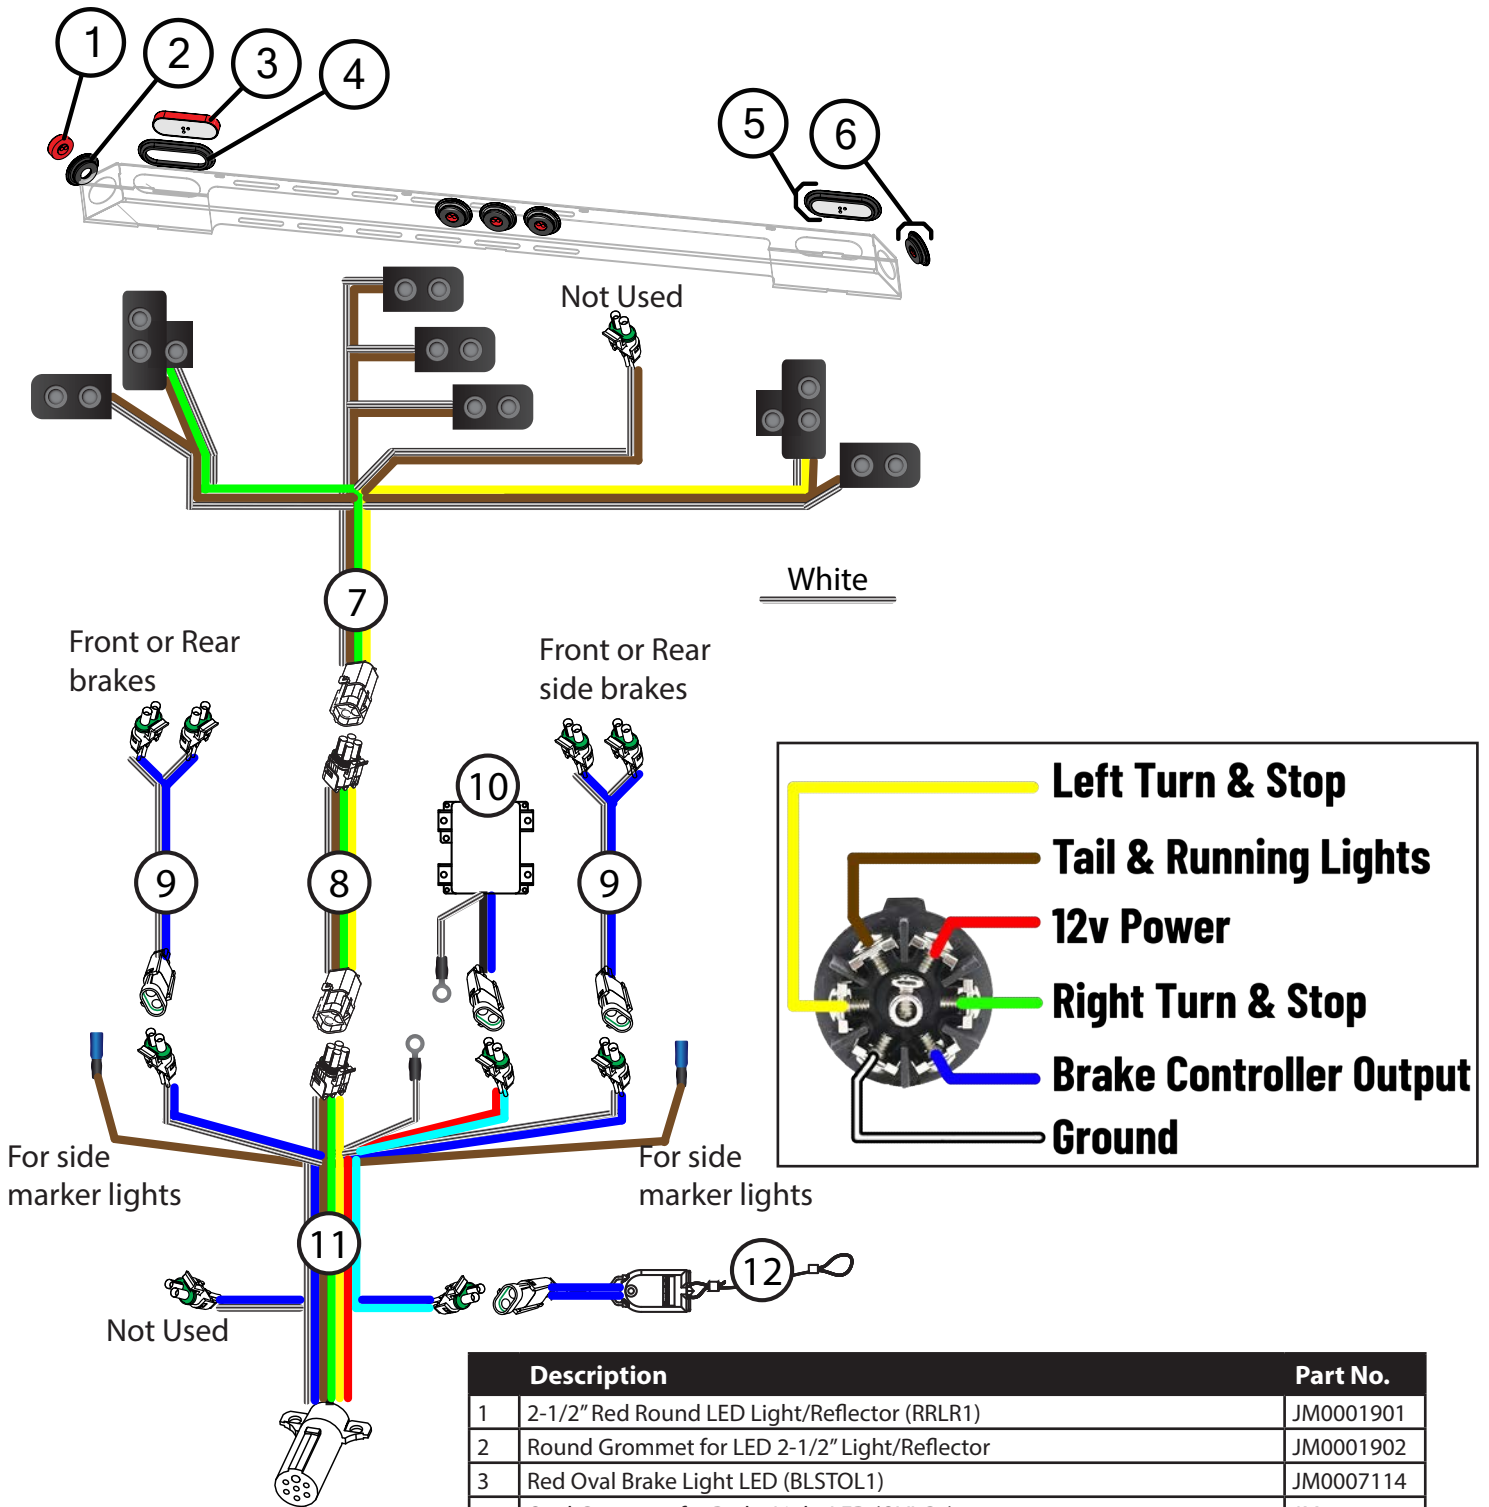 1
2
3
4
5
6
Not Used
White
7
Front or Rear
brakes
Front or Rear
side brakes
10
9
8
9
Left Turn & Stop
Tail & Running Lights
12v Power
Right Turn & Stop
Brake Controller Output
Ground
For side
marker lights
For side
marker lights
11
12
Not Used
Description Part No.
1 2-1/2" Red Round LED Light/Reflector (RRLR1) JM0001901
2 Round Grommet for LED 2-1/2" Light/Reflector JM0001902
3 Red Oval Brake Light LED (BLSTOL1) JM0007114